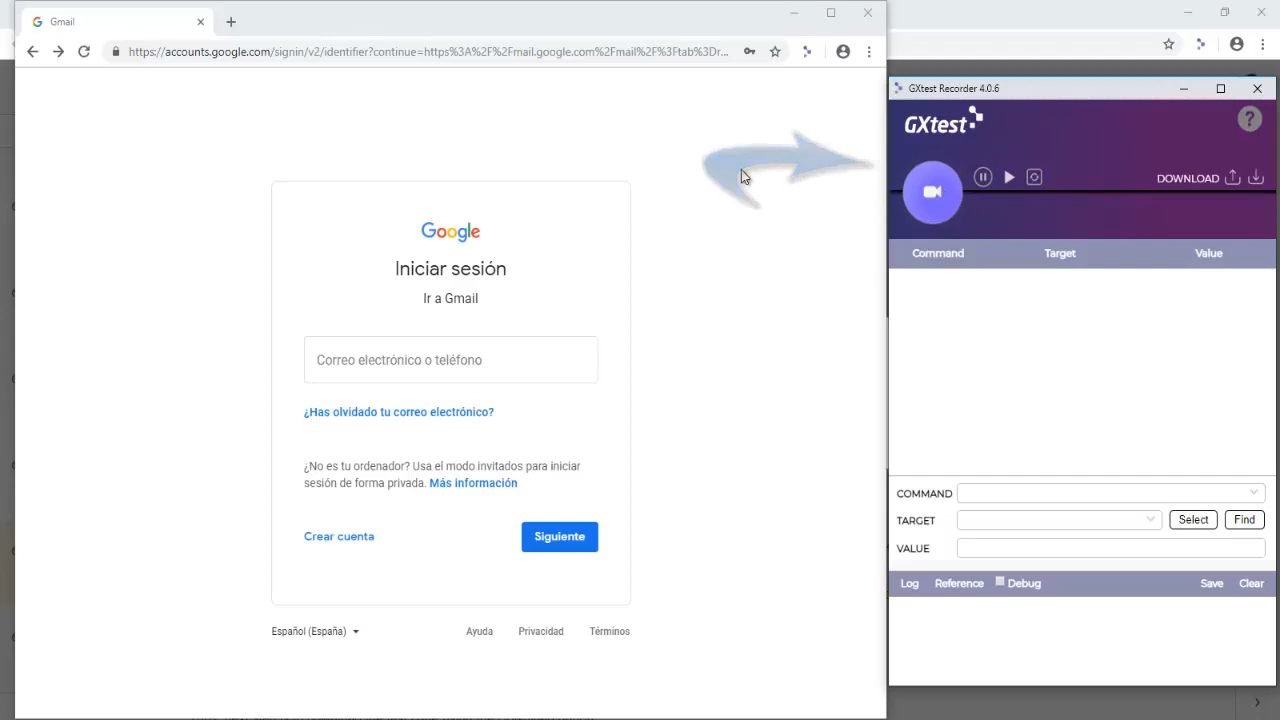 Gmail
https://accounts.google.com/signin/v2/identifier?continue=https%3A%2F%2Fmail.google.com%2Fmail%2F%3Ftab%3Dr...
Google
Iniciar sesión
Ir a Gmail
Correo electrónico o teléfono
¿Has olvidado tu correo electrónico?
¿No es tu ordenador? Usa el modo invitados para iniciar
sesión de forma privada. Más información
Crear cuenta
Siguiente
Español (España)
Ayuda
Privacidad
Términos
GXtest Recorder 4.0.6
GXtest
?
DOWNLOAD
Command Target Value
COMMAND
TARGET Select Find
VALUE
Log Reference Debug Save Clear